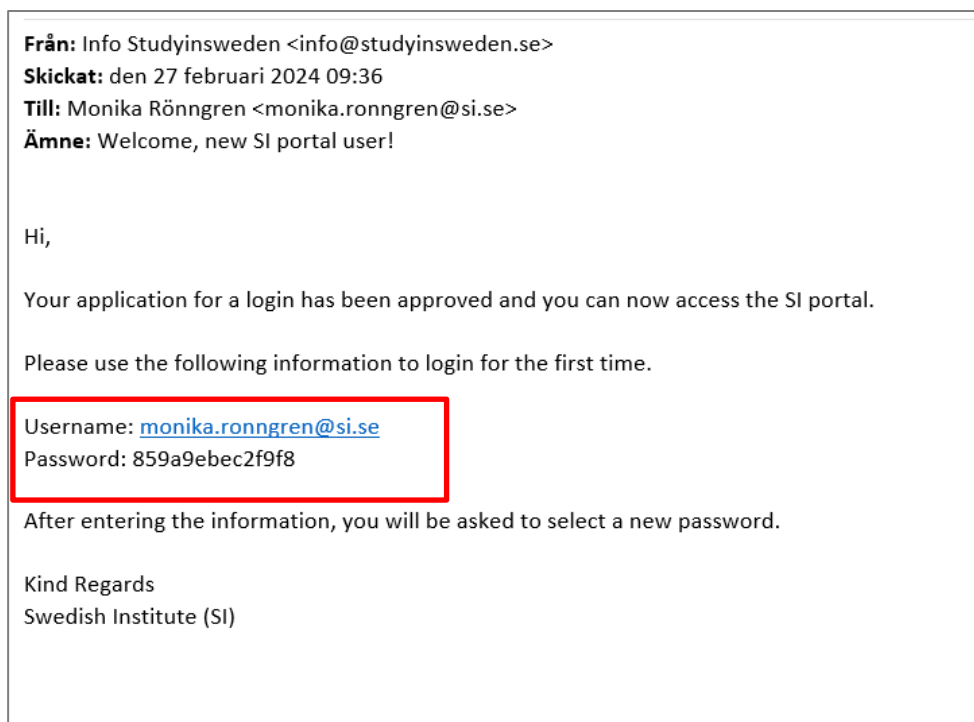 Från: Info Studyinsweden <info@studyinsweden.se>
Skickat: den 27 februari 2024 09:36
Till: Monika Rönngren <monika.ronngren@si.se>
Ämne: Welcome, new SI portal user!
Hi,
Your application for a login has been approved and you can now access the SI portal.
Please use the following information to login for the first time.
Username: monika.ronngren@si.se
Password: 859a9ebec2f9f8
After entering the information, you will be asked to select a new password.
Kind Regards
Swedish Institute (SI)